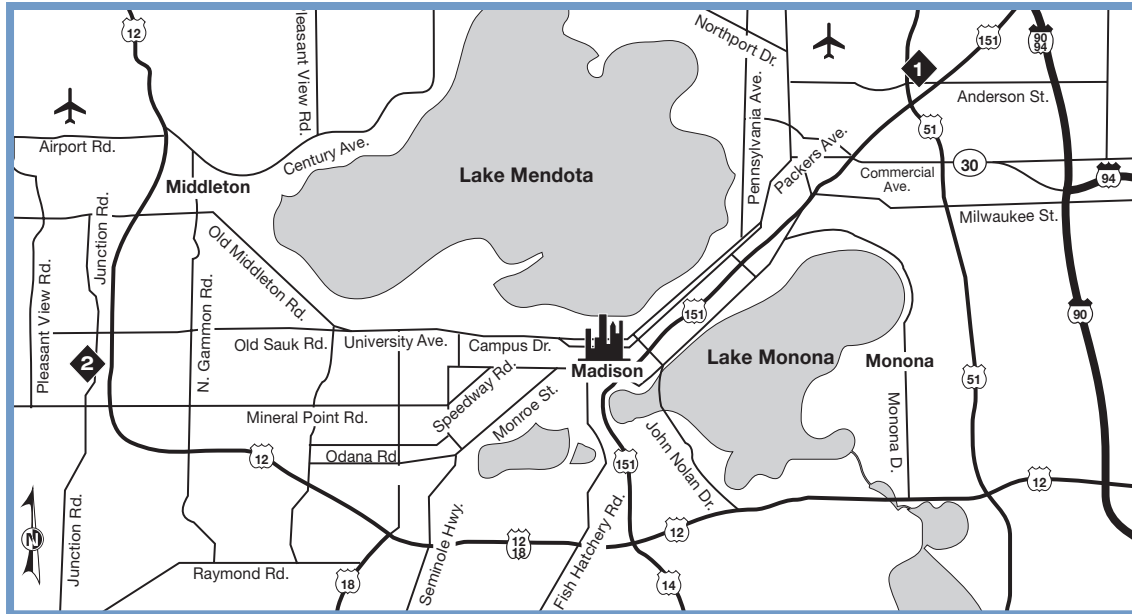 12
Pleasant View Rd.
Northport Dr.
151
90
94
1
Airport Rd.
Century Ave.
Pennsylvania Ave.
Anderson St.
51
Middleton
Lake Mendota
Packers Ave.
30
Commercial
Ave.
94
Milwaukee St.
Pleasant View Rd.
Junction Rd.
Old Middleton
Rd.
N. Gammon Rd.
151
90
Old Sauk Rd.
University Ave.
Campus Dr.
2
Madison
Lake Monona
Monona
51
Mineral Point Rd.
Speedway Rd.
Monroe St.
Monona D.
Odana Rd
12
151
John Nolan Dr.
12
N
Junction Rd.
Seminole Hwy.
12
18
Fish Hatchery Rd.
12
Raymond Rd.
18
14